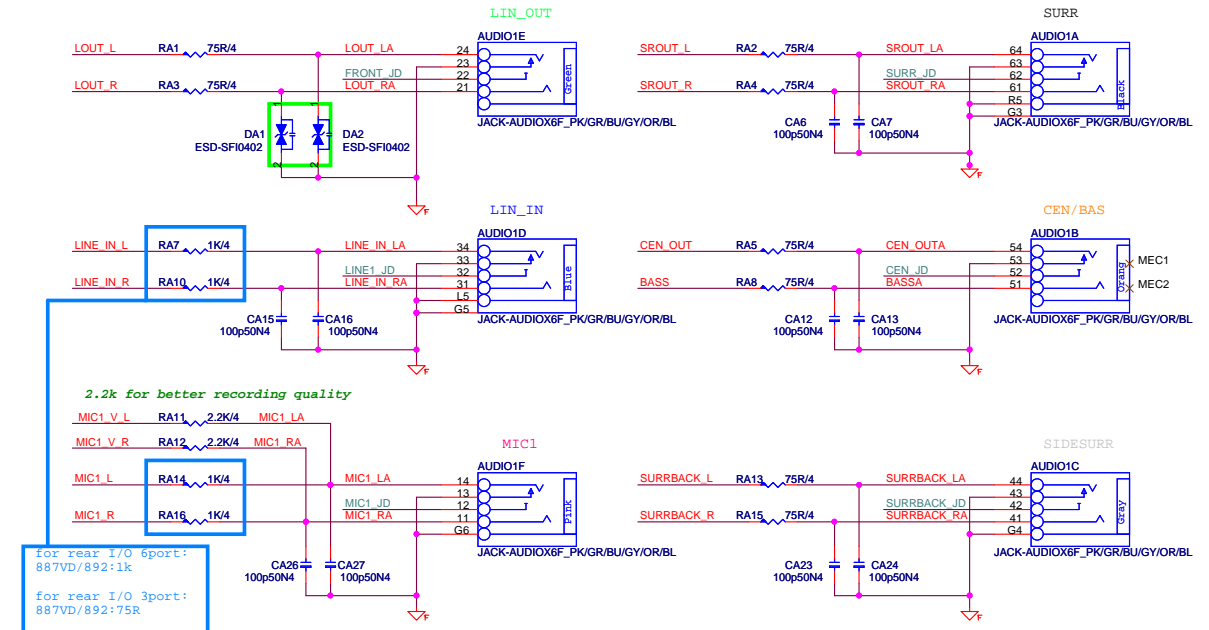 LIN_OUT
AUDIO1E
LOUT_L RA1 75R/4 LOUT_LA 24
23
FRONT_JD 22
LOUT_R RA3 75R/4 LOUT_RA 21
Green
1 1
DA1 DA2
ESD-SFI0402 ESD-SFI0402
2 2
JACK-AUDIOX6F_PK/GR/BU/GY/OR/BL
F
SURR
AUDIO1A
SROUT_L RA2 75R/4 SROUT_LA 64
63
SURR_JD 62
SROUT_R RA4 75R/4 SROUT_RA 61
R5
G3
Black
CA6 CA7
100p50N4 100p50N4
JACK-AUDIOX6F_PK/GR/BU/GY/OR/BL
F
LIN_IN
AUDIO1D
LINE_IN_L RA7 1K/4 LINE_IN_LA 34
33
LINE1_JD 32
LINE_IN_R RA10 1K/4 LINE_IN_RA 31
L5
G5
Blue
CA15 CA16
100p50N4 100p50N4
JACK-AUDIOX6F_PK/GR/BU/GY/OR/BL
F
CEN/BAS
AUDIO1B
CEN_OUT RA5 75R/4 CEN_OUTA 54
53
CEN_JD 52
BASS RA8 75R/4 BASSA 51
Orang
MEC1
MEC2
CA12 CA13
100p50N4 100p50N4
JACK-AUDIOX6F_PK/GR/BU/GY/OR/BL
F
2.2k for better recording quality
MIC1_V_L RA11 2.2K/4 MIC1_LA
MIC1_V_R RA12 2.2K/4 MIC1_RA
MIC1
AUDIO1F
MIC1_L RA14 1K/4 MIC1_LA 14
13
MIC1_JD 12
MIC1_R RA16 1K/4 MIC1_RA 11
G6
Pink
CA26 CA27
100p50N4 100p50N4
JACK-AUDIOX6F_PK/GR/BU/GY/OR/BL
F
for rear I/O 6port:
887VD/892:1k
for rear I/O 3port:
887VD/892:75R
SIDESURR
AUDIO1C
SURRBACK_L RA13 75R/4 SURRBACK_LA 44
43
SURRBACK_JD 42
SURRBACK_R RA15 75R/4 SURRBACK_RA 41
G4
Gray
CA23 CA24
100p50N4 100p50N4
JACK-AUDIOX6F_PK/GR/BU/GY/OR/BL
F